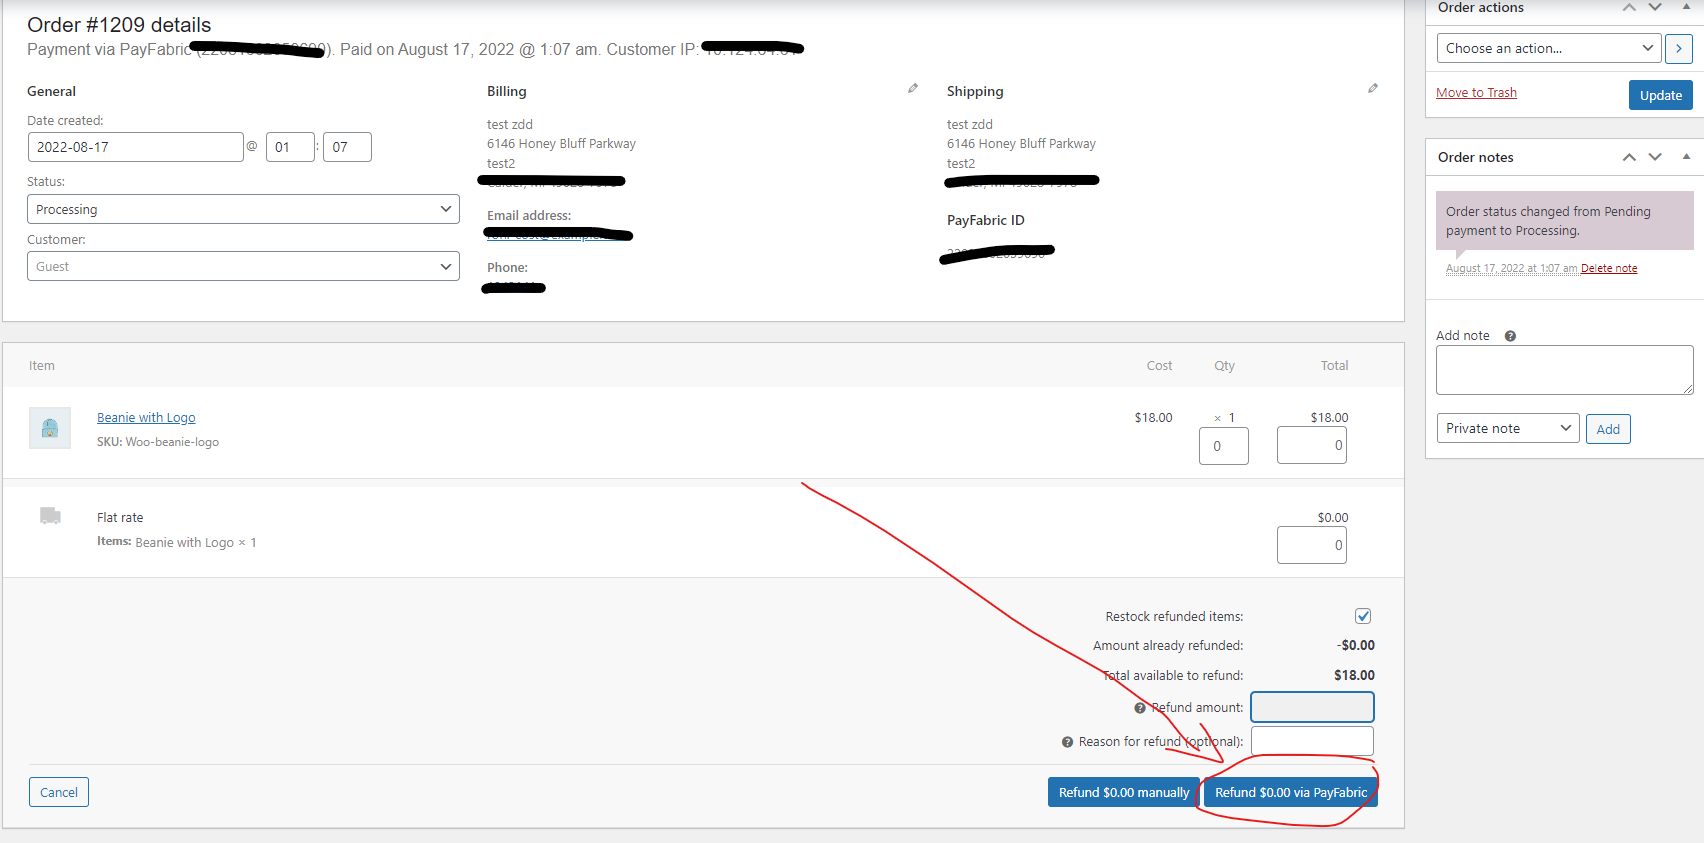 Order #1209 details
Payment via PayFabric ). Paid on August 17, 2022 @ 1:07 am. Customer IP:
General
Date created:
2022-08-17 @ 01 : 07
Status:
Processing
Customer:
Guest
Billing
test zdd
6146 Honey Bluff Parkway
test2
Email address:
Phone:
Shipping
test zdd
6146 Honey Bluff Parkway
test2
PayFabric ID
Item Cost Qty Total
Beanie with Logo $18.00 × 1 $18.00
SKU: Woo-beanie-logo 0 0
Flat rate $0.00
Items: Beanie with Logo × 1 0
Restock refunded items:
Amount already refunded: -$0.00
Total available to refund: $18.00
Refund amount:
Reason for refund (optional):
Cancel Refund $0.00 manually Refund $0.00 via PayFabric
Order actions
Choose an action...
Move to Trash Update
Order notes
Order status changed from Pending
payment to Processing.
August 17, 2022 at 1:07 am Delete note
Add note
Private note Add